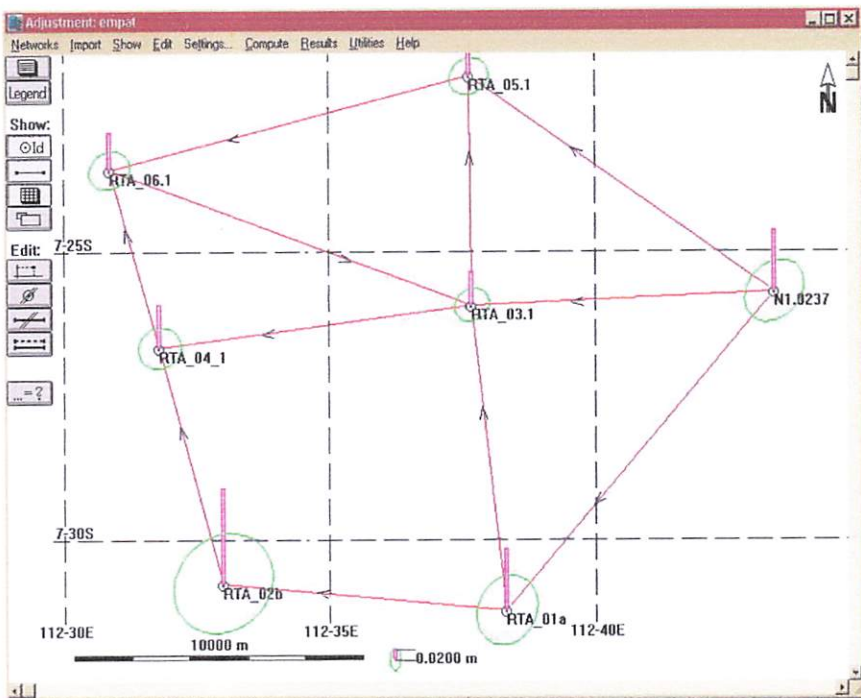 Adjustment: empat
Networks Import Show Edit Settings... Compute Results Utilities Help
Legend
Show:
Id
Edit:
...=?
N
RTA_05.1
RTA_06.1
7-25S
N1.0237
RTA_03.1
RTA_04_1
7-30S
RTA_02b
RTA_01a
112-30E
112-35E
112-40E
10000 m
0.0200 m